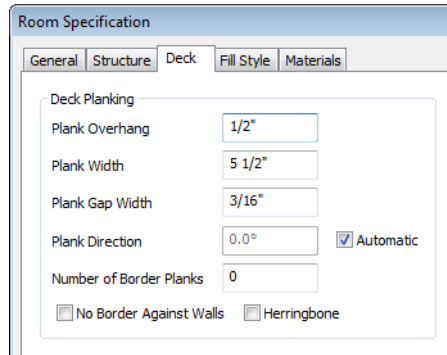 Room Specification
General Structure Deck Fill Style Materials
Deck Planking
Plank Overhang 1/2"
Plank Width 5 1/2"
Plank Gap Width 3/16"
Plank Direction 0.0° Automatic
Number of Border Planks 0
No Border Against Walls Herringbone